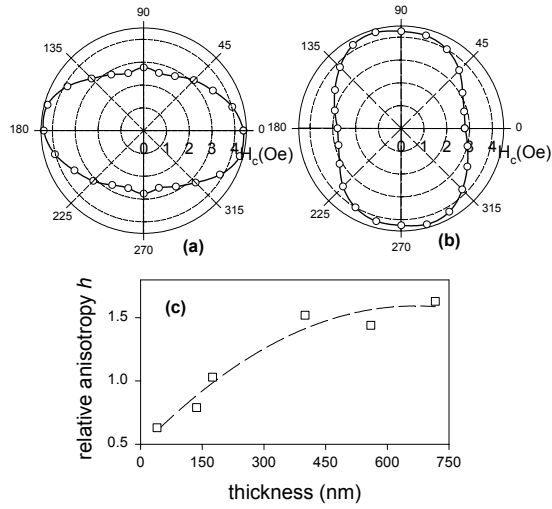 90
135
45
180
0
0 1 2 3 4
H_c(Oe)
225
315
270
(a)
90
135
45
180
0
0 1 2 3 4
H_c(Oe)
225
315
270
(b)
(c)
relative anisotropy h
1.5
1.0
0.5
0 150 300 450 600 750
thickness (nm)